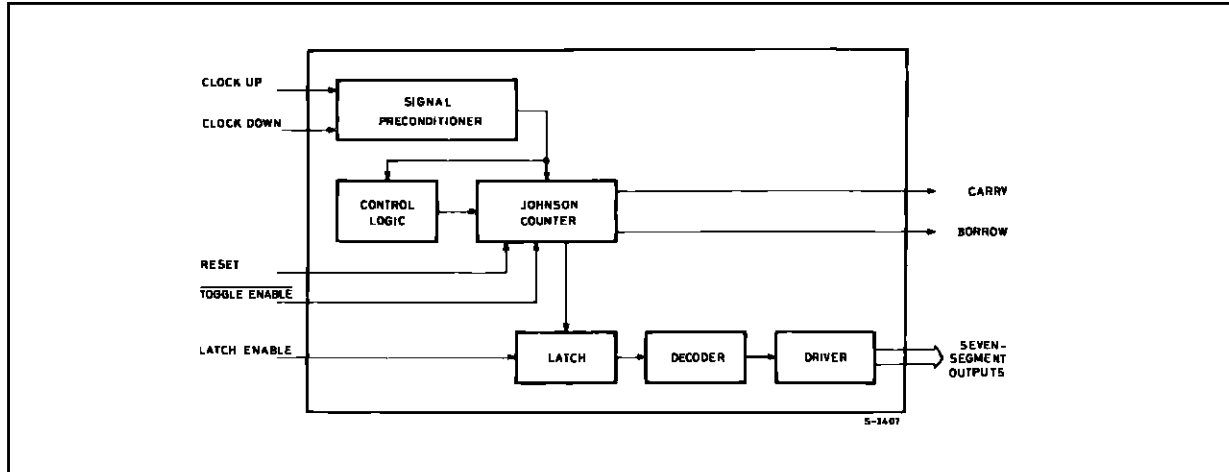 CLOCK UP
SIGNAL
PRECONDITIONER
CLOCK DOWN
CONTROL
LOGIC
JOHNSON
COUNTER
CARRY
BORROW
RESET
TOGGLE ENABLE
LATCH ENABLE
LATCH
DECODER
DRIVER
SEVEN-
SEGMENT
OUTPUTS
S-3407